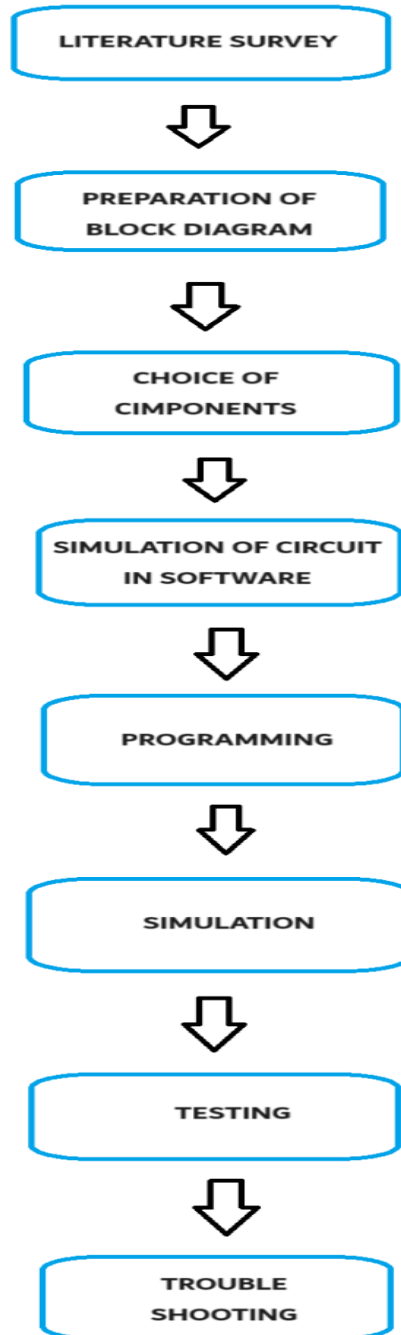 LITERATURE SURVEY
PREPARATION OF
BLOCK DIAGRAM
CHOICE OF
CIMPONENTS
SIMULATION OF CIRCUIT
IN SOFTWARE
PROGRAMMING
SIMULATION
TESTING
TROUBLE
SHOOTING